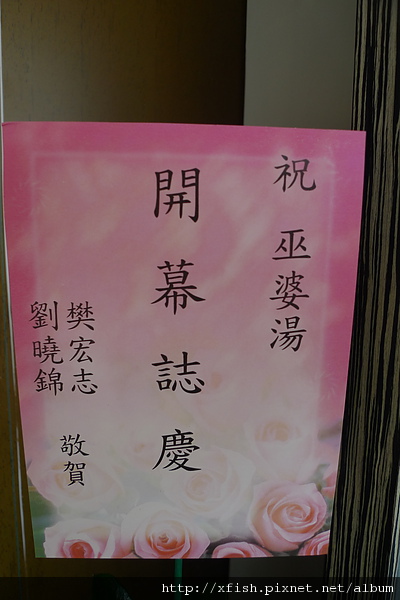 祝 巫婆湯
開幕誌慶
樊宏志
劉曉錦
敬賀
http://xfish.pixnet.net/album